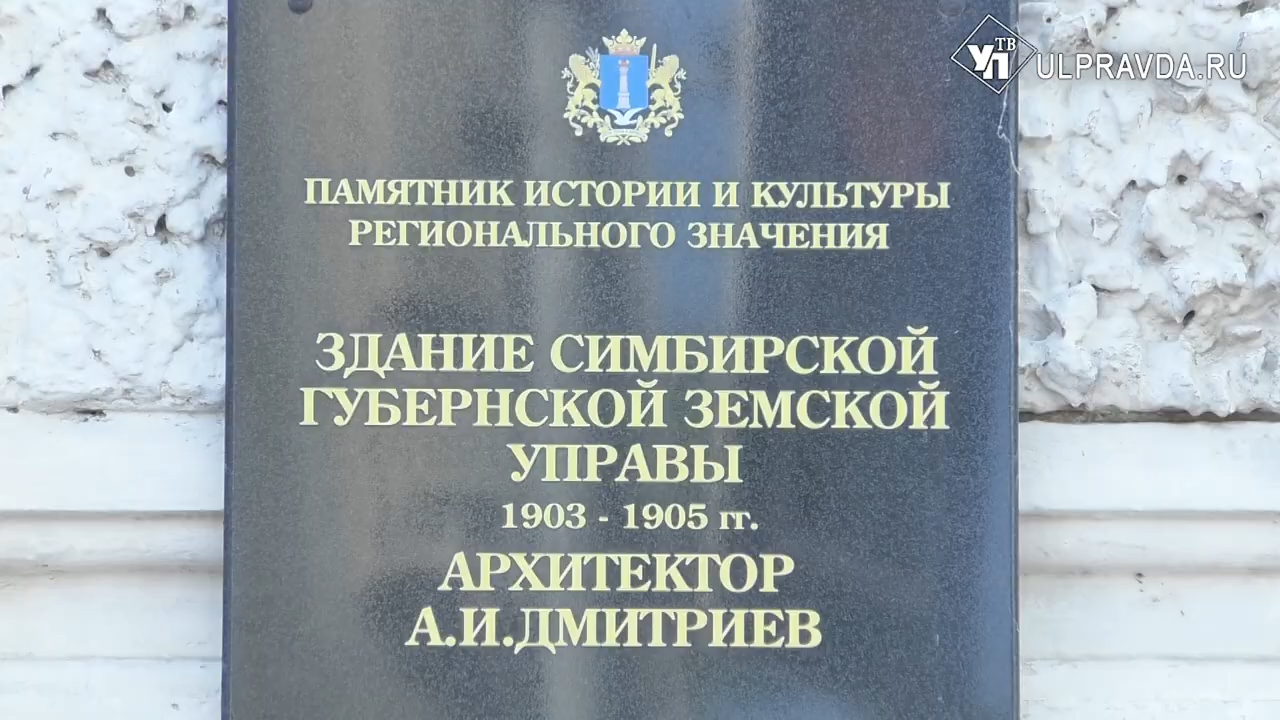 УП ТВ ULPRAVDA.RU
ПАМЯТНИК ИСТОРИИ И КУЛЬТУРЫ
РЕГИОНАЛЬНОГО ЗНАЧЕНИЯ
ЗДАНИЕ СИМБИРСКОЙ
ГУБЕРНСКОЙ ЗЕМСКОЙ
УПРАВЫ
1903 - 1905 гг.
АРХИТЕКТОР
А.И.ДМИТРИЕВ